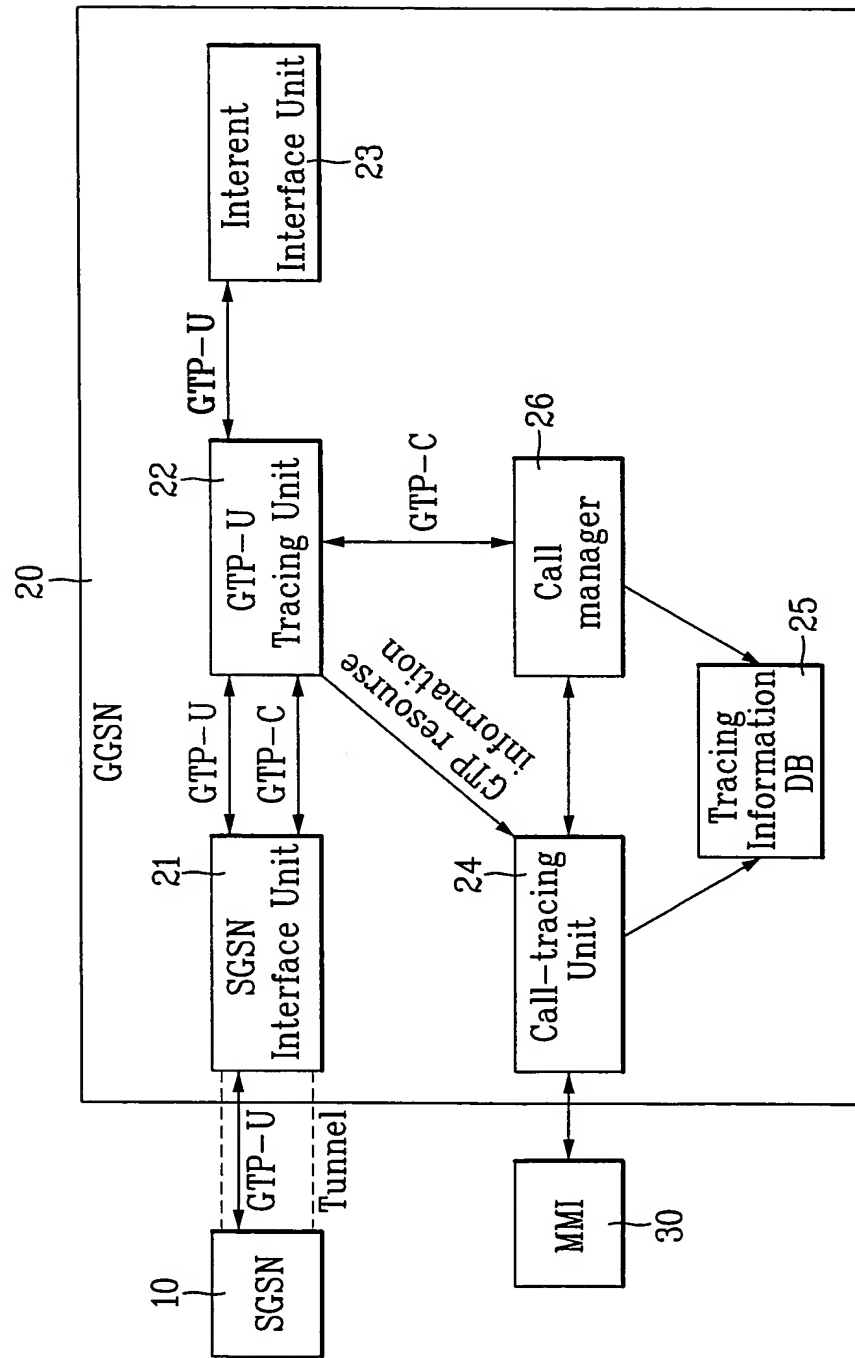 20
GGSN
10
SGSN
GTP-U
Tunnel
21
SGSN
Interface Unit
GTP-U
GTP-C
22
GTP-U
Tracing Unit
GTP-U
Interent
Interface Unit
23
GTP resourse
information
GTP-C
MMI
30
24
Call-tracing
Unit
26
Call
manager
25
Tracing
Information
DB